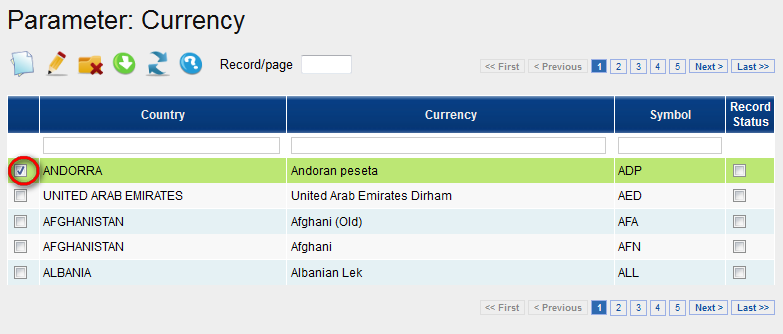 Parameter: Currency
Record/page
<< First < Previous 1 2 3 4 5 Next > Last >>
Country Currency Symbol Record Status
ANDORRA Andoran peseta ADP
UNITED ARAB EMIRATES United Arab Emirates Dirham AED
AFGHANISTAN Afghani (Old) AFA
AFGHANISTAN Afghani AFN
ALBANIA Albanian Lek ALL
<< First < Previous 1 2 3 4 5 Next > Last >>